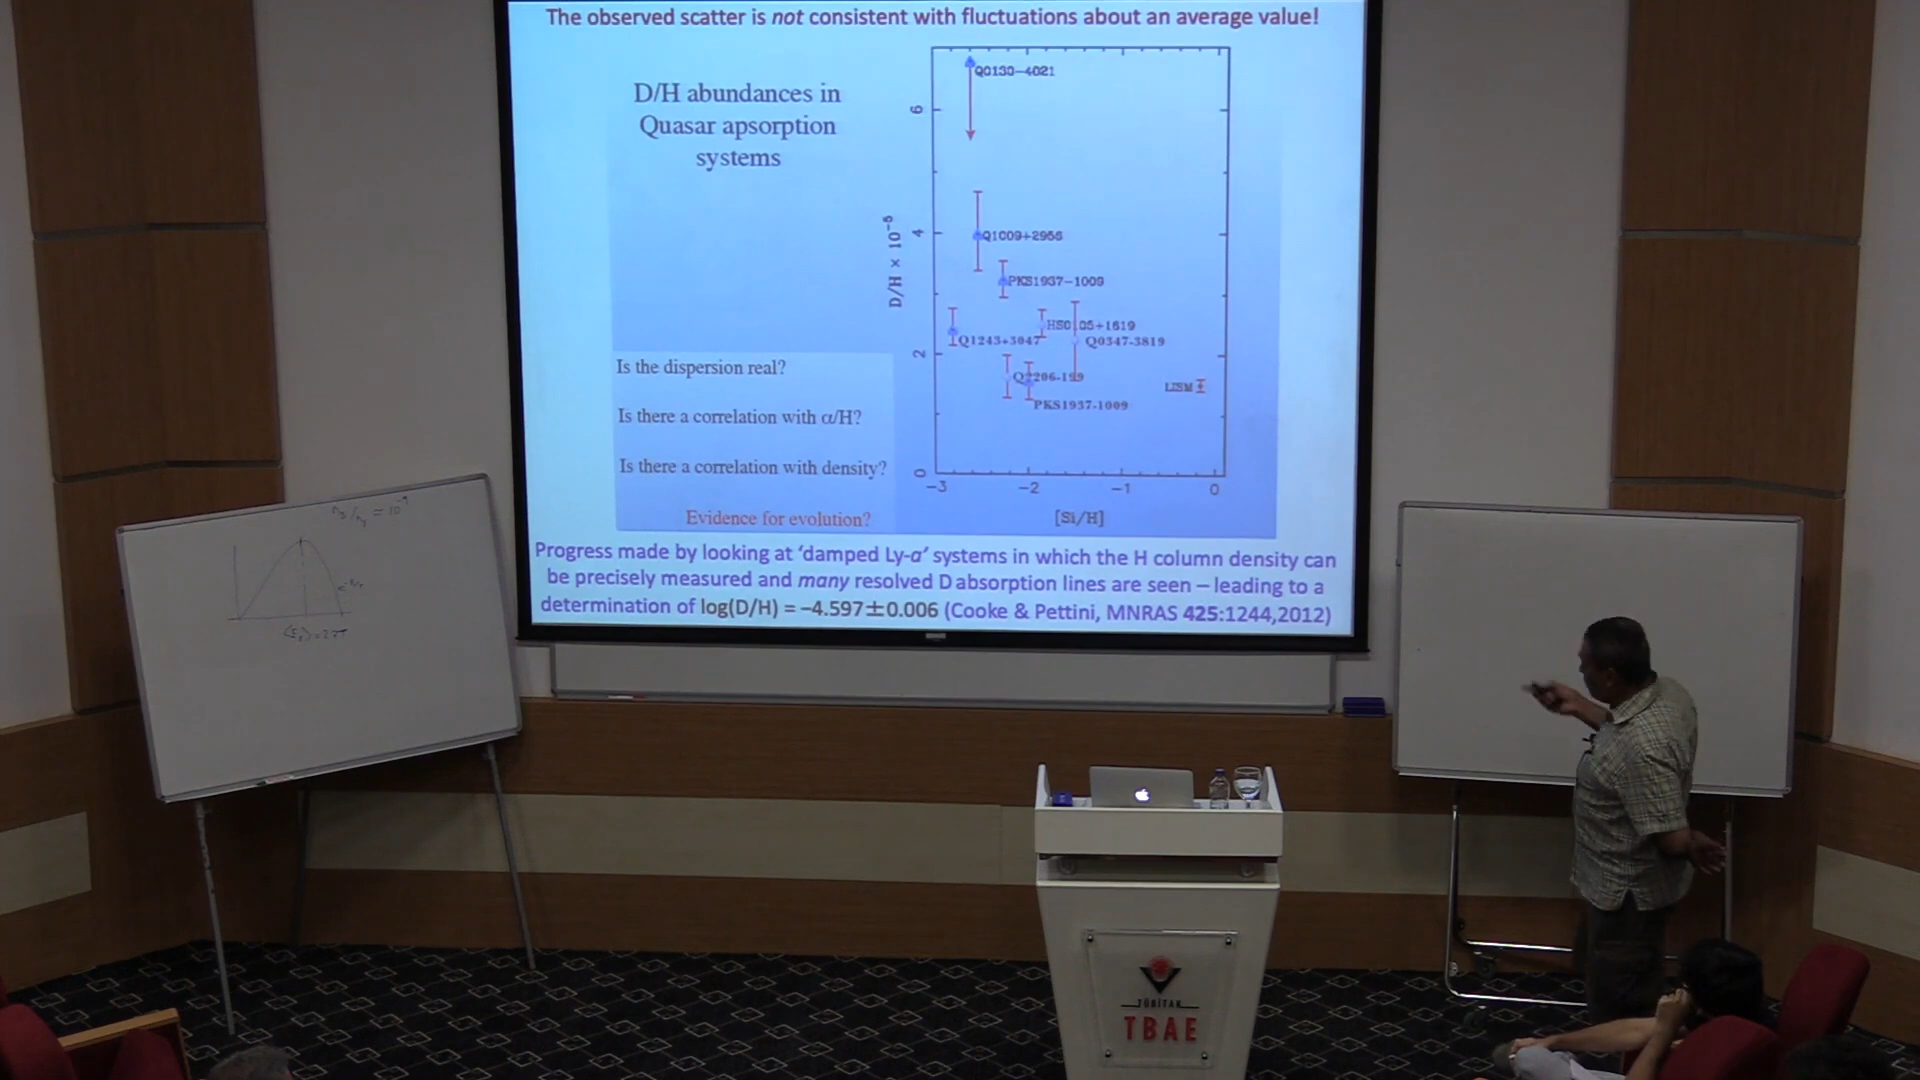 The observed scatter is not consistent with fluctuations about an average value!
D/H abundances in
Quasar apsorption
systems
Is the dispersion real?
Is there a correlation with α/H?
Is there a correlation with density?
Evidence for evolution?
D/H × 10⁻⁵
6
4
2
0
Q0130−4021
Q1009+2956
PKS1937−1009
HS0105+1619
Q1243+3047
Q0347-3819
Q2206-199
LISM
PKS1937-1009
−3
−2
−1
0
[Si/H]
Progress made by looking at 'damped Ly-α' systems in which the H column density can
be precisely measured and many resolved D absorption lines are seen – leading to a
determination of log(D/H) = −4.597±0.006 (Cooke & Pettini, MNRAS 425:1244,2012)
TÜBİTAK
TBAE